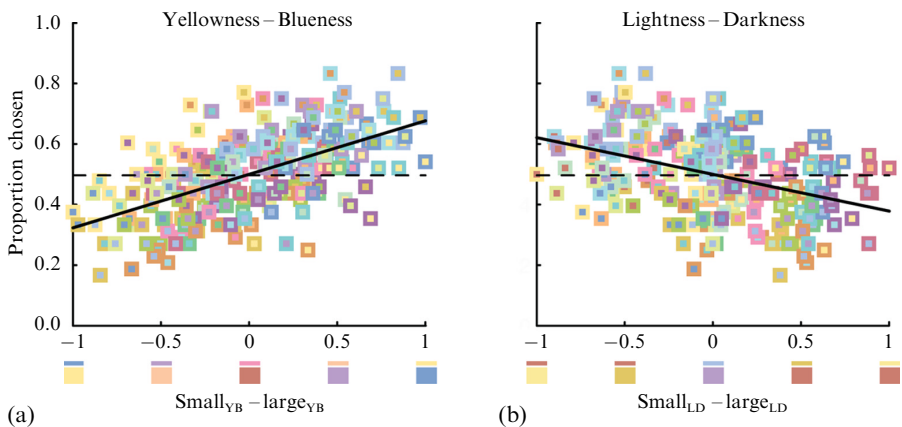 Yellowness – Blueness
Proportion chosen
1.0
0.8
0.6
0.4
0.2
0.0
−1
−0.5
0
0.5
1
Small_YB – large_YB
(a)
Lightness – Darkness
−1
−0.5
0
0.5
1
Small_LD – large_LD
(b)